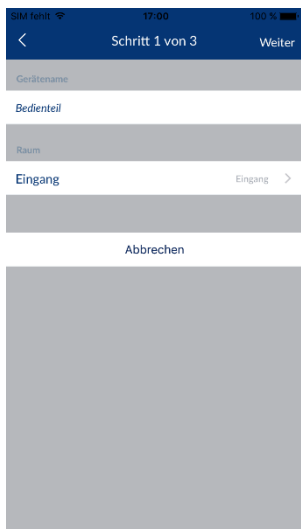 SIM fehlt 17:00 100 %
Schritt 1 von 3 Weiter
Gerätename
Bedienteil
Raum
Eingang Eingang
Abbrechen